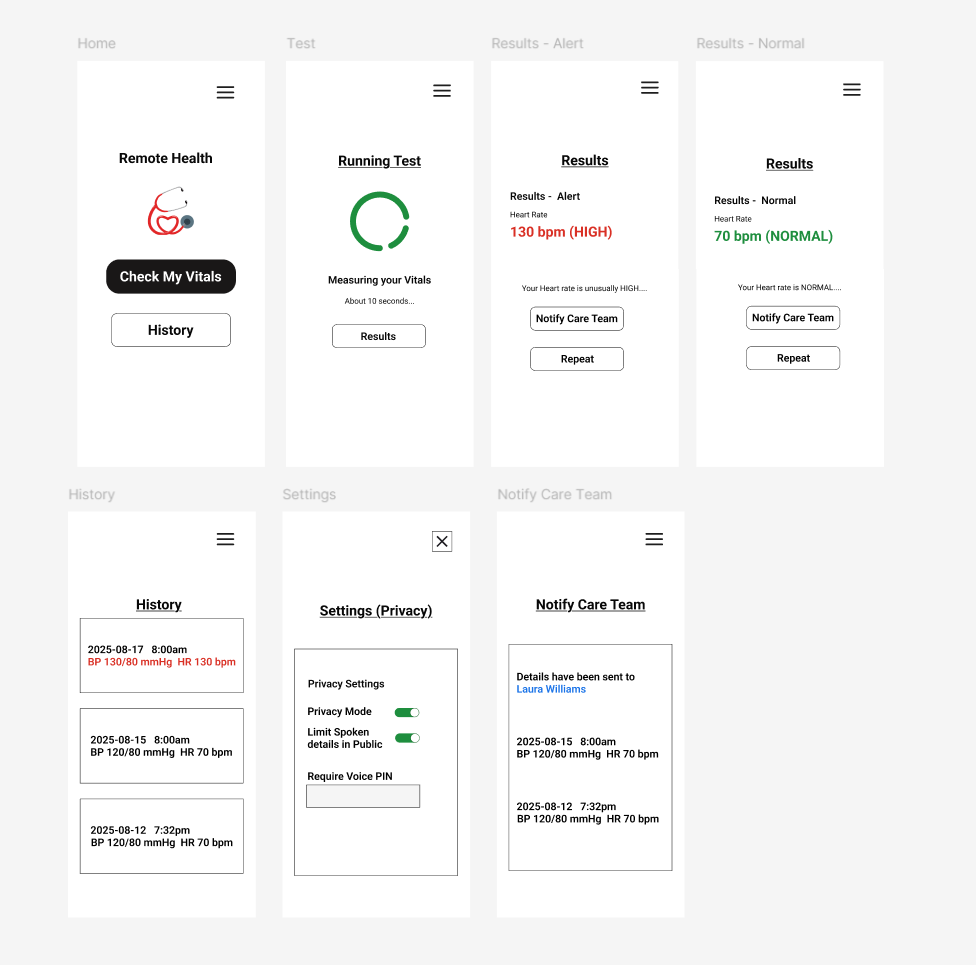 Home
Remote Health
Check My Vitals
History
Test
Running Test
Measuring your Vitals
About 10 seconds...
Results
Results - Alert
Results
Results - Alert
Heart Rate
130 bpm (HIGH)
Your Heart rate is unusually HIGH....
Notify Care Team
Repeat
Results - Normal
Results
Results - Normal
Heart Rate
70 bpm (NORMAL)
Your Heart rate is NORMAL....
Notify Care Team
Repeat
History
History
2025-08-17 8:00am
BP 130/80 mmHg HR 130 bpm
2025-08-15 8:00am
BP 120/80 mmHg HR 70 bpm
2025-08-12 7:32pm
BP 120/80 mmHg HR 70 bpm
Settings
Settings (Privacy)
Privacy Settings
Privacy Mode
Limit Spoken
details in Public
Require Voice PIN
Notify Care Team
Notify Care Team
Details have been sent to
Laura Williams
2025-08-15 8:00am
BP 120/80 mmHg HR 70 bpm
2025-08-12 7:32pm
BP 120/80 mmHg HR 70 bpm